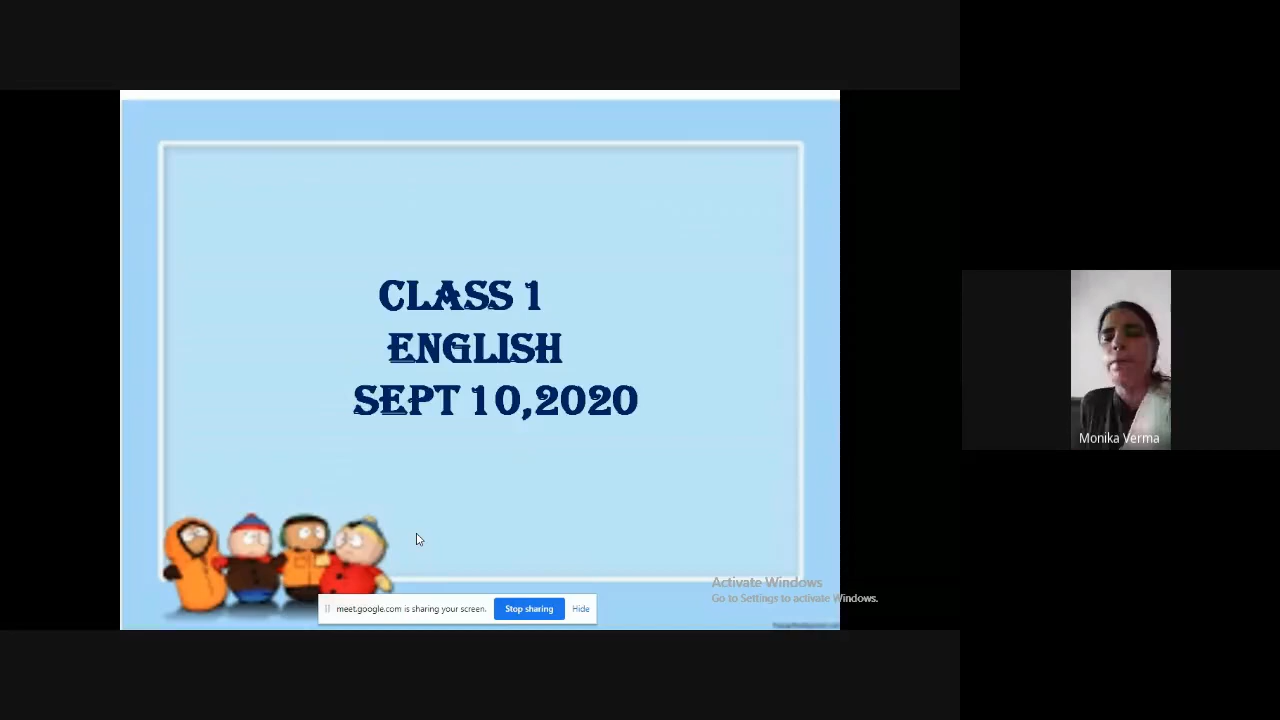 CLASS 1
ENGLISH
SEPT 10,2020
Monika Verma
Activate Windows
Go to Settings to activate Windows.
meet.google.com is sharing your screen.
Stop sharing
Hide